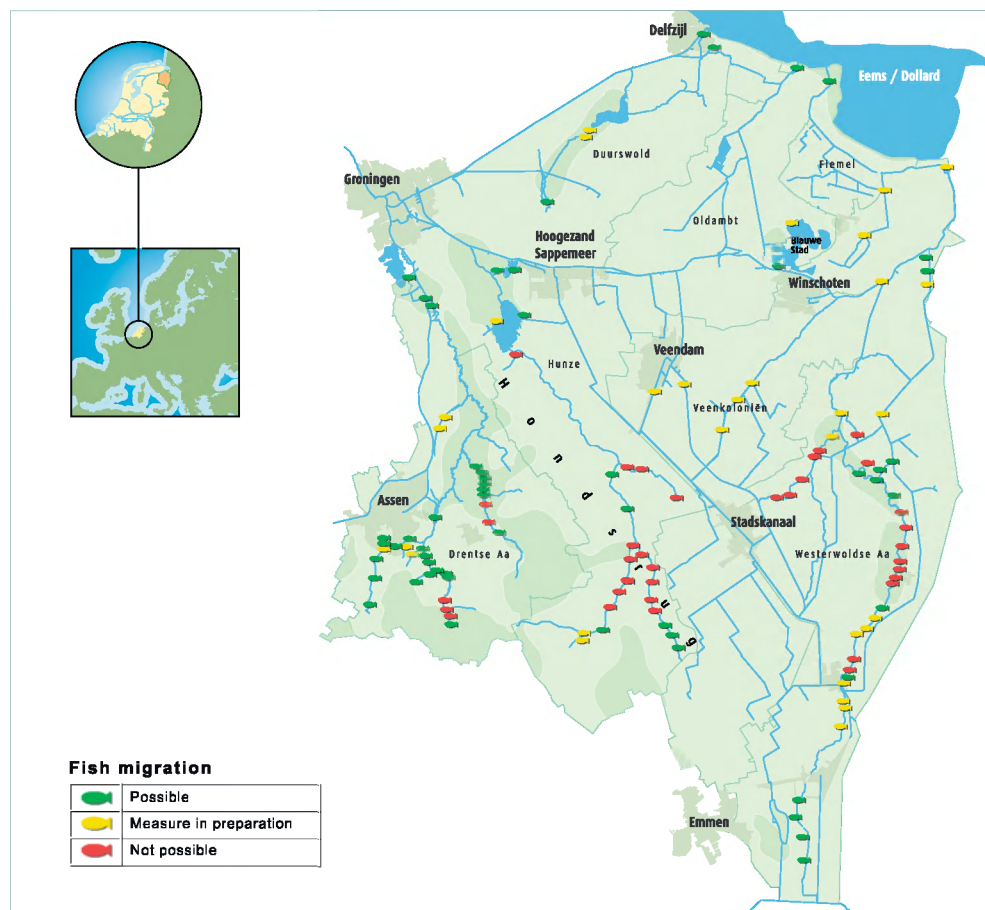 Delfzijl
Eems / Dollard
Duurswold
Fiemel
Groningen
Oldambt
Hoogezand
Sappemeer
Blauwe
Stad
Winschoten
Veendam
Hunze
Hondsrug
Veenkoloniën
Assen
Stadskanaal
Drentse Aa
Westerwoldse Aa
Emmen
Fish migration
Possible
Measure in preparation
Not possible